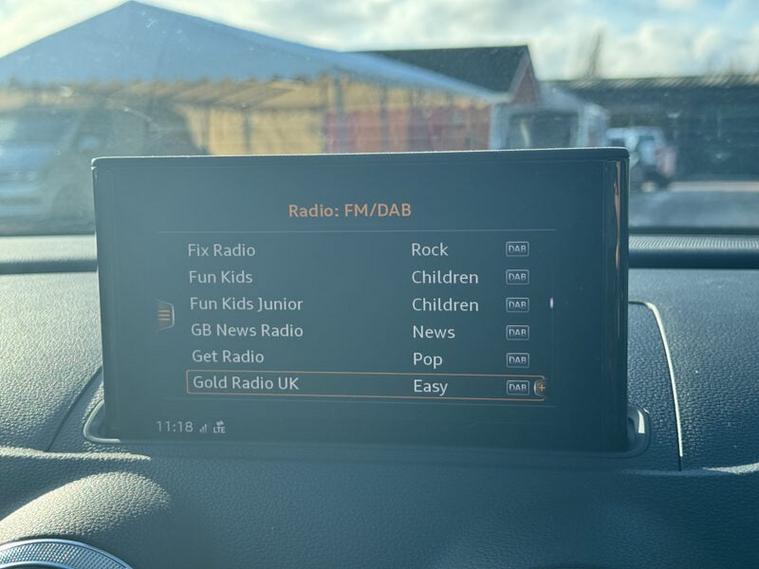 Radio: FM/DAB
Fix Radio Rock DAB
Fun Kids Children DAB
Fun Kids Junior Children DAB
GB News Radio News DAB
Get Radio Pop DAB
Gold Radio UK Easy DAB
11:18 LTE